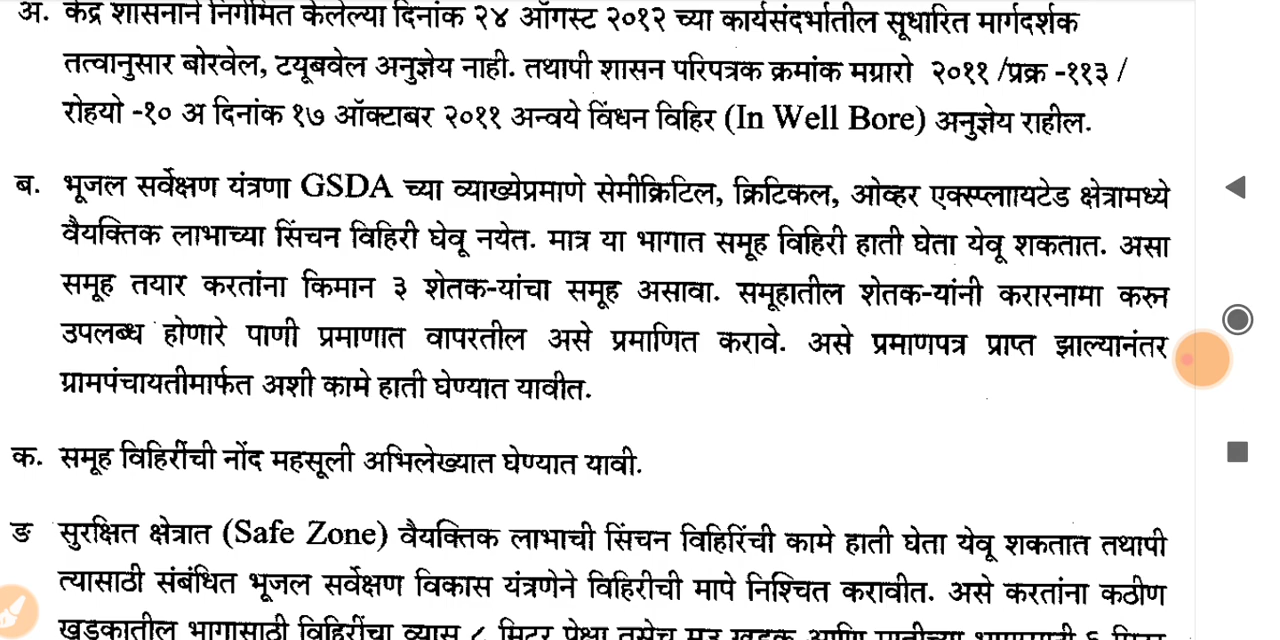 अ. केंद्र शासनाने निर्गमित केलेल्या दिनांक २४ ऑगस्ट २०१२ च्या कार्यसंदर्भातील सूधारित मार्गदर्शक
तत्वानुसार बोरवेल, टयूबवेल अनुज्ञेय नाही. तथापी शासन परिपत्रक क्रमांक मग्रारो २०११ /प्रक्र -११३ /
रोहयो -१० अ दिनांक १७ ऑक्टाबर २०११ अन्वये विंधन विहिर (In Well Bore) अनुज्ञेय राहील.
ब. भूजल सर्वेक्षण यंत्रणा GSDA च्या व्याख्येप्रमाणे सेमीक्रिटिल, क्रिटिकल, ओव्हर एक्स्प्लाायटेड क्षेत्रामध्ये
वैयक्तिक लाभाच्या सिंचन विहिरी घेवू नयेत. मात्र या भागात समूह विहिरी हाती घेता येवू शकतात. असा
समूह तयार करतांना किमान ३ शेतक-यांचा समूह असावा. समूहातील शेतक-यांनी करारनामा करुन
उपलब्ध होणारे पाणी प्रमाणात वापरतील असे प्रमाणित करावे. असे प्रमाणपत्र प्राप्त झाल्यानंतर
ग्रामपंचायतीमार्फत अशी कामे हाती घेण्यात यावीत.
क. समूह विहिरींची नोंद महसूली अभिलेख्यात घेण्यात यावी.
ङ सुरक्षित क्षेत्रात (Safe Zone) वैयक्तिक लाभाची सिंचन विहिरिंची कामे हाती घेता येवू शकतात तथापी
त्यासाठी संबंधित भूजल सर्वेक्षण विकास यंत्रणेने विहिरीची मापे निश्चित करावीत. असे करतांना कठीण
खडकातील भागासाठी विहिरींचा व्यास ८ मिटर पेक्षा तसेच